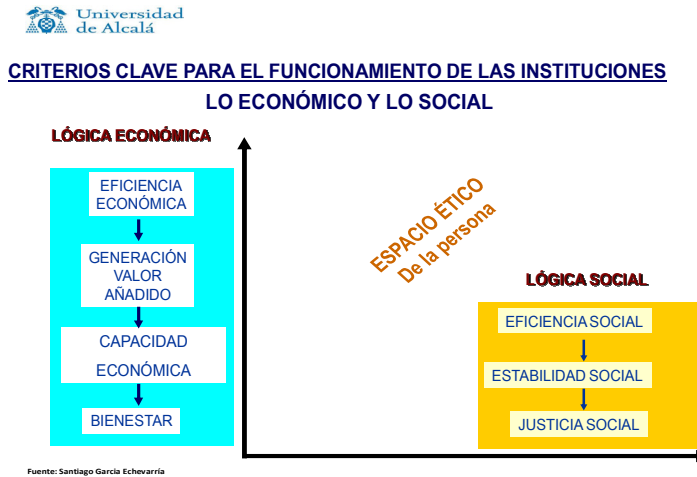 Universidad
de Alcalá
CRITERIOS CLAVE PARA EL FUNCIONAMIENTO DE LAS INSTITUCIONES
LO ECONÓMICO Y LO SOCIAL
LÓGICA ECONÓMICA
EFICIENCIA
ECONÓMICA
GENERACIÓN
VALOR
AÑADIDO
CAPACIDAD
ECONÓMICA
BIENESTAR
ESPACIO ÉTICO
De la persona
LÓGICA SOCIAL
EFICIENCIA SOCIAL
ESTABILIDAD SOCIAL
JUSTICIA SOCIAL
Fuente: Santiago Garcia Echevarría